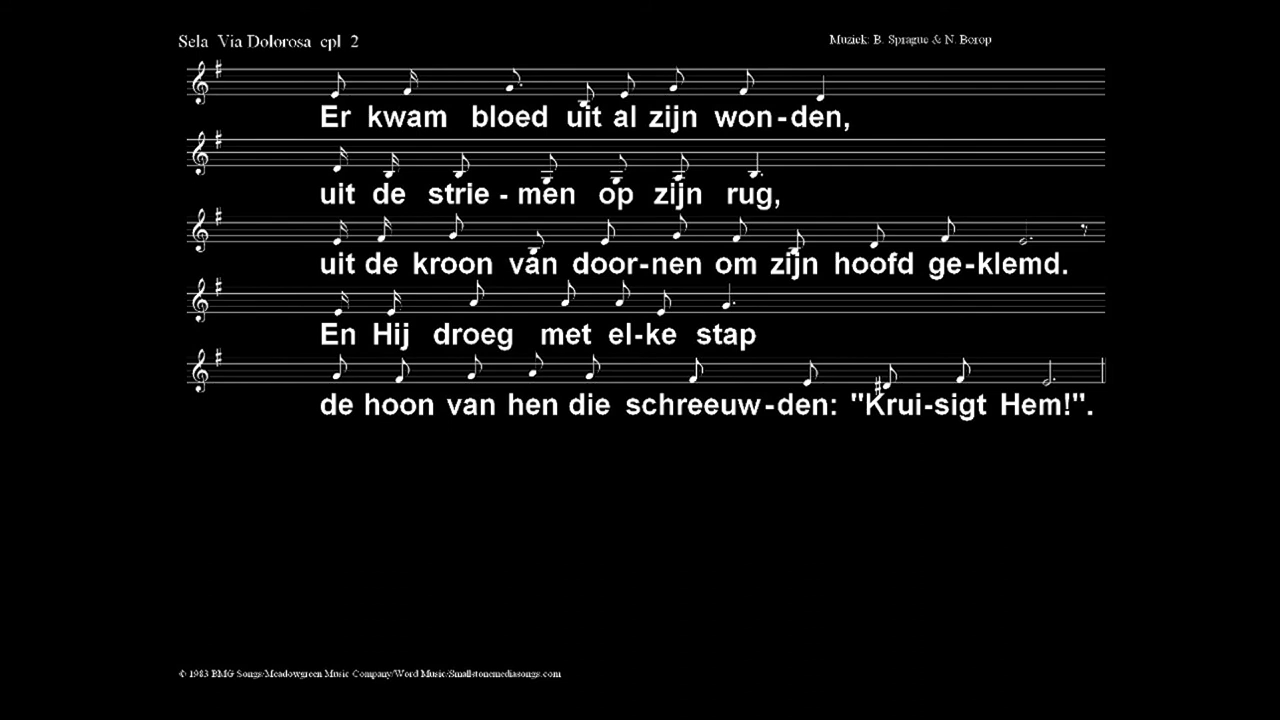 Sela Via Dolorosa cpl 2
Muziek: B. Sprague & N. Borop
Er kwam bloed uit al zijn won-den,
uit de strie-men op zijn rug,
uit de kroon van door-nen om zijn hoofd ge-klemd.
En Hij droeg met el-ke stap
de hoon van hen die schreeuw-den: "Krui-sigt Hem!".
© 1983 BMG Songs/Meadowgreen Music Company/Word Music/Smallstonemediasongs.com